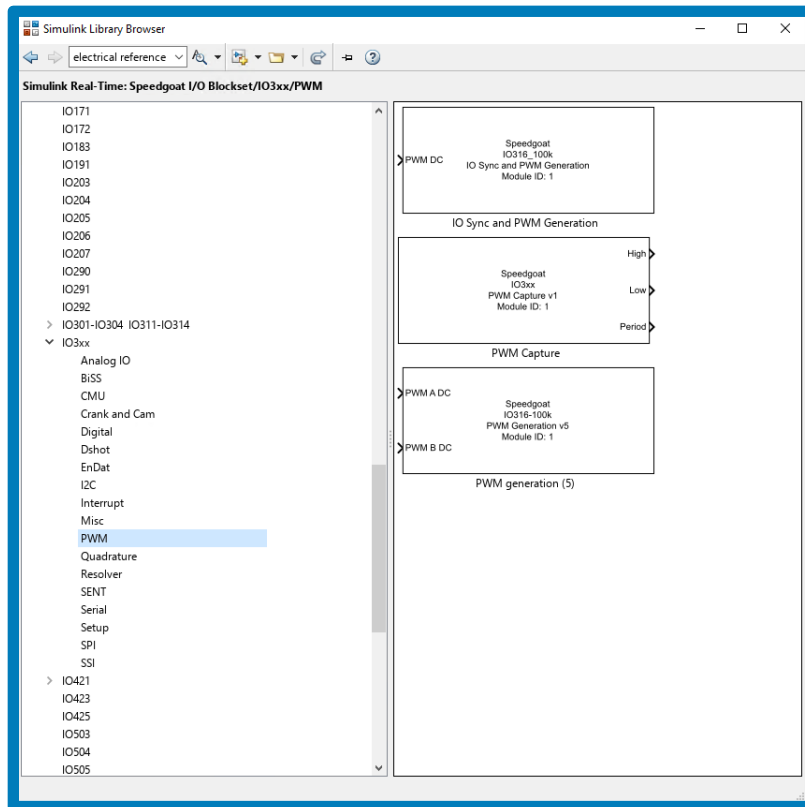 Simulink Library Browser
electrical reference
Simulink Real-Time: Speedgoat I/O Blockset/IO3xx/PWM
IO171
IO172
IO183
IO191
IO203
IO204
IO205
IO206
IO207
IO290
IO291
IO292
IO301-IO304 IO311-IO314
IO3xx
Analog IO
BiSS
CMU
Crank and Cam
Digital
Dshot
EnDat
I2C
Interrupt
Misc
PWM
Quadrature
Resolver
SENT
Serial
Setup
SPI
SSI
IO421
IO423
IO425
IO503
IO504
IO505
PWM DC
Speedgoat
IO316_100k
IO Sync and PWM Generation
Module ID: 1
IO Sync and PWM Generation
Speedgoat
IO3xx
PWM Capture v1
Module ID: 1
High
Low
Period
PWM Capture
PWM A DC
PWM B DC
Speedgoat
IO316-100k
PWM Generation v5
Module ID: 1
PWM generation (5)